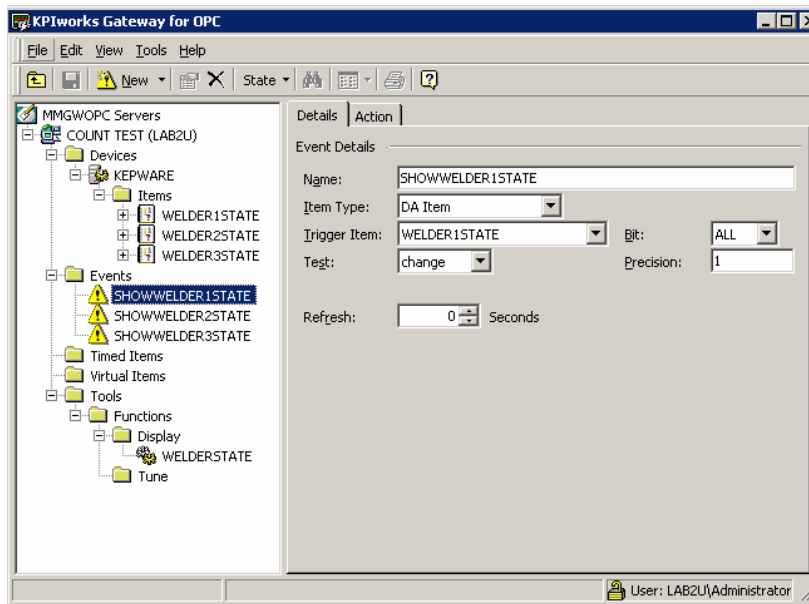 KPIworks Gateway for OPC
File Edit View Tools Help
New State
MMGWOPC Servers
COUNT TEST (LAB2U)
Devices
KEPWARE
Items
WELDER1STATE
WELDER2STATE
WELDER3STATE
Events
SHOWWELDER1STATE
SHOWWELDER2STATE
SHOWWELDER3STATE
Timed Items
Virtual Items
Tools
Functions
Display
WELDERSTATE
Tune
Details Action
Event Details
Name: SHOWWELDER1STATE
Item Type: DA Item
Trigger Item: WELDER1STATE Bit: ALL
Test: change Precision: 1
Refresh: 0 Seconds
User: LAB2U\Administrator